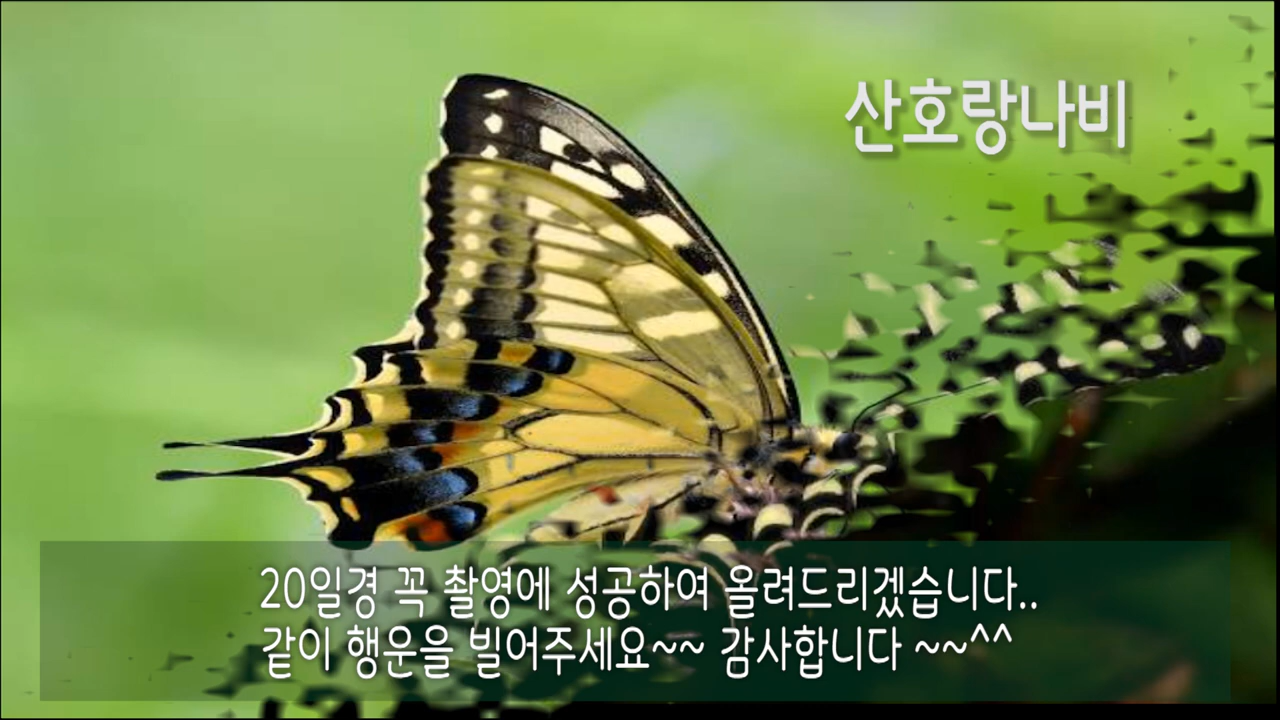 산호랑나비
20일경 꼭 촬영에 성공하여 올려드리겠습니다..
같이 행운을 빌어주세요~~ 감사합니다 ~~^^